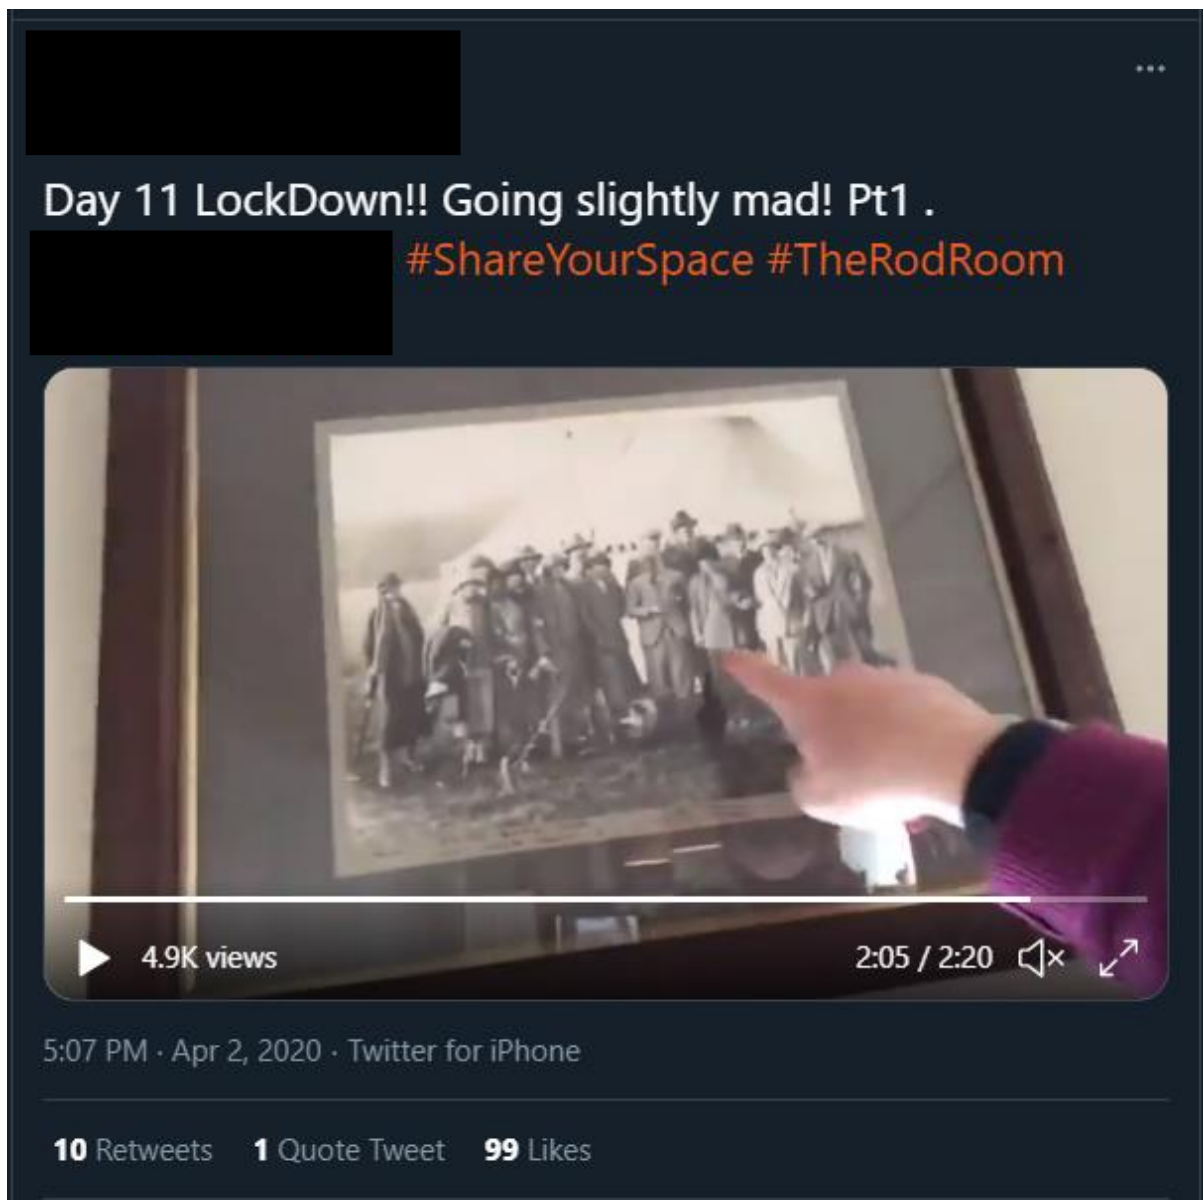 Day 11 LockDown!! Going slightly mad! Pt1 .
#ShareYourSpace #TheRodRoom
4.9K views
2:05 / 2:20
5:07 PM · Apr 2, 2020 · Twitter for iPhone
10 Retweets 1 Quote Tweet 99 Likes